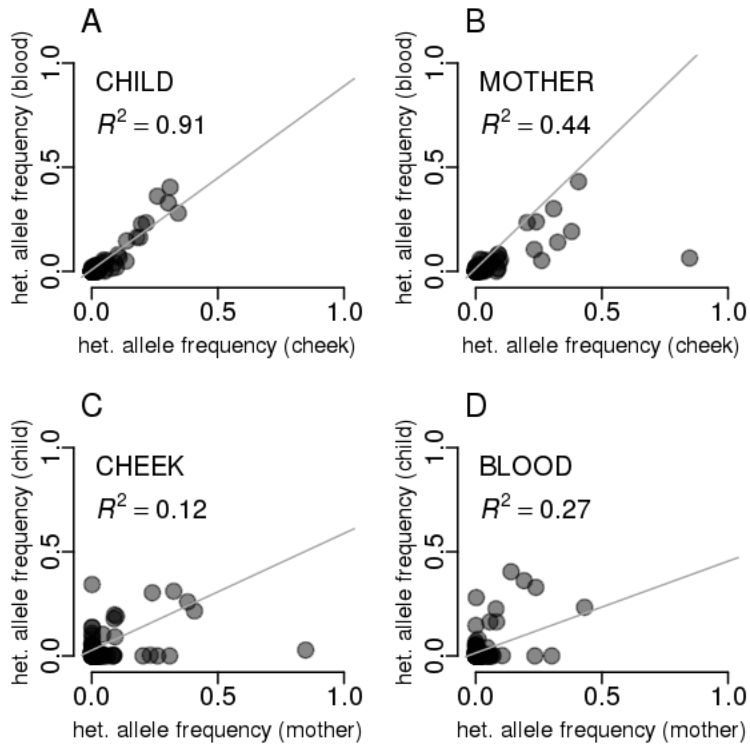 A
het. allele frequency (blood)
1.0
0.5
0.0
CHILD
R² = 0.91
0.0 0.5 1.0
het. allele frequency (cheek)
B
het. allele frequency (blood)
1.0
0.5
0.0
MOTHER
R² = 0.44
0.0 0.5 1.0
het. allele frequency (cheek)
C
het. allele frequency (child)
1.0
0.5
0.0
CHEEK
R² = 0.12
0.0 0.5 1.0
het. allele frequency (mother)
D
het. allele frequency (child)
1.0
0.5
0.0
BLOOD
R² = 0.27
0.0 0.5 1.0
het. allele frequency (mother)